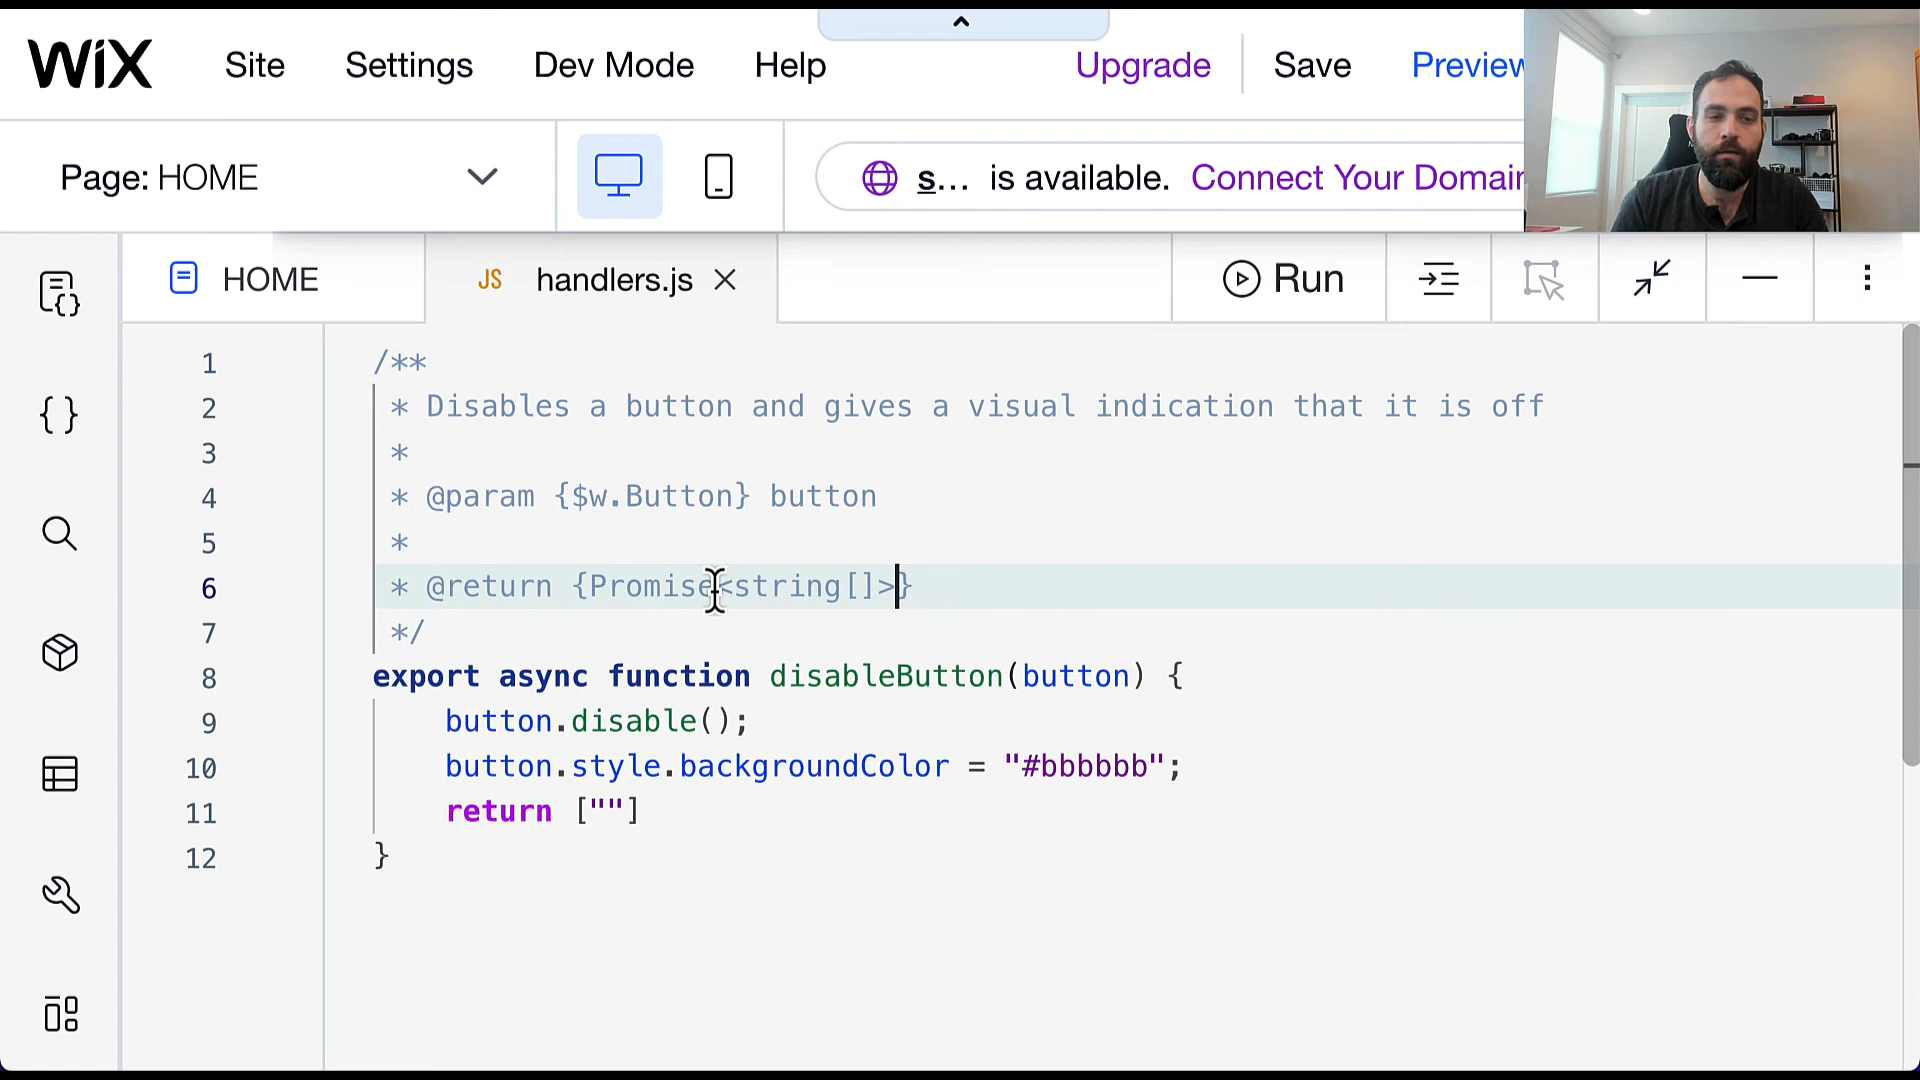 WiX Site Settings Dev Mode Help Upgrade Save Preview
Page: HOME s... is available. Connect Your Domain
HOME JS handlers.js Run
1 /**
2 * Disables a button and gives a visual indication that it is off
3 *
4 * @param {$w.Button} button
5 *
6 * @return {Promise<string[]>}
7 */
8 export async function disableButton(button) {
9 button.disable();
10 button.style.backgroundColor = "#bbbbbb";
11 return [""]
12 }